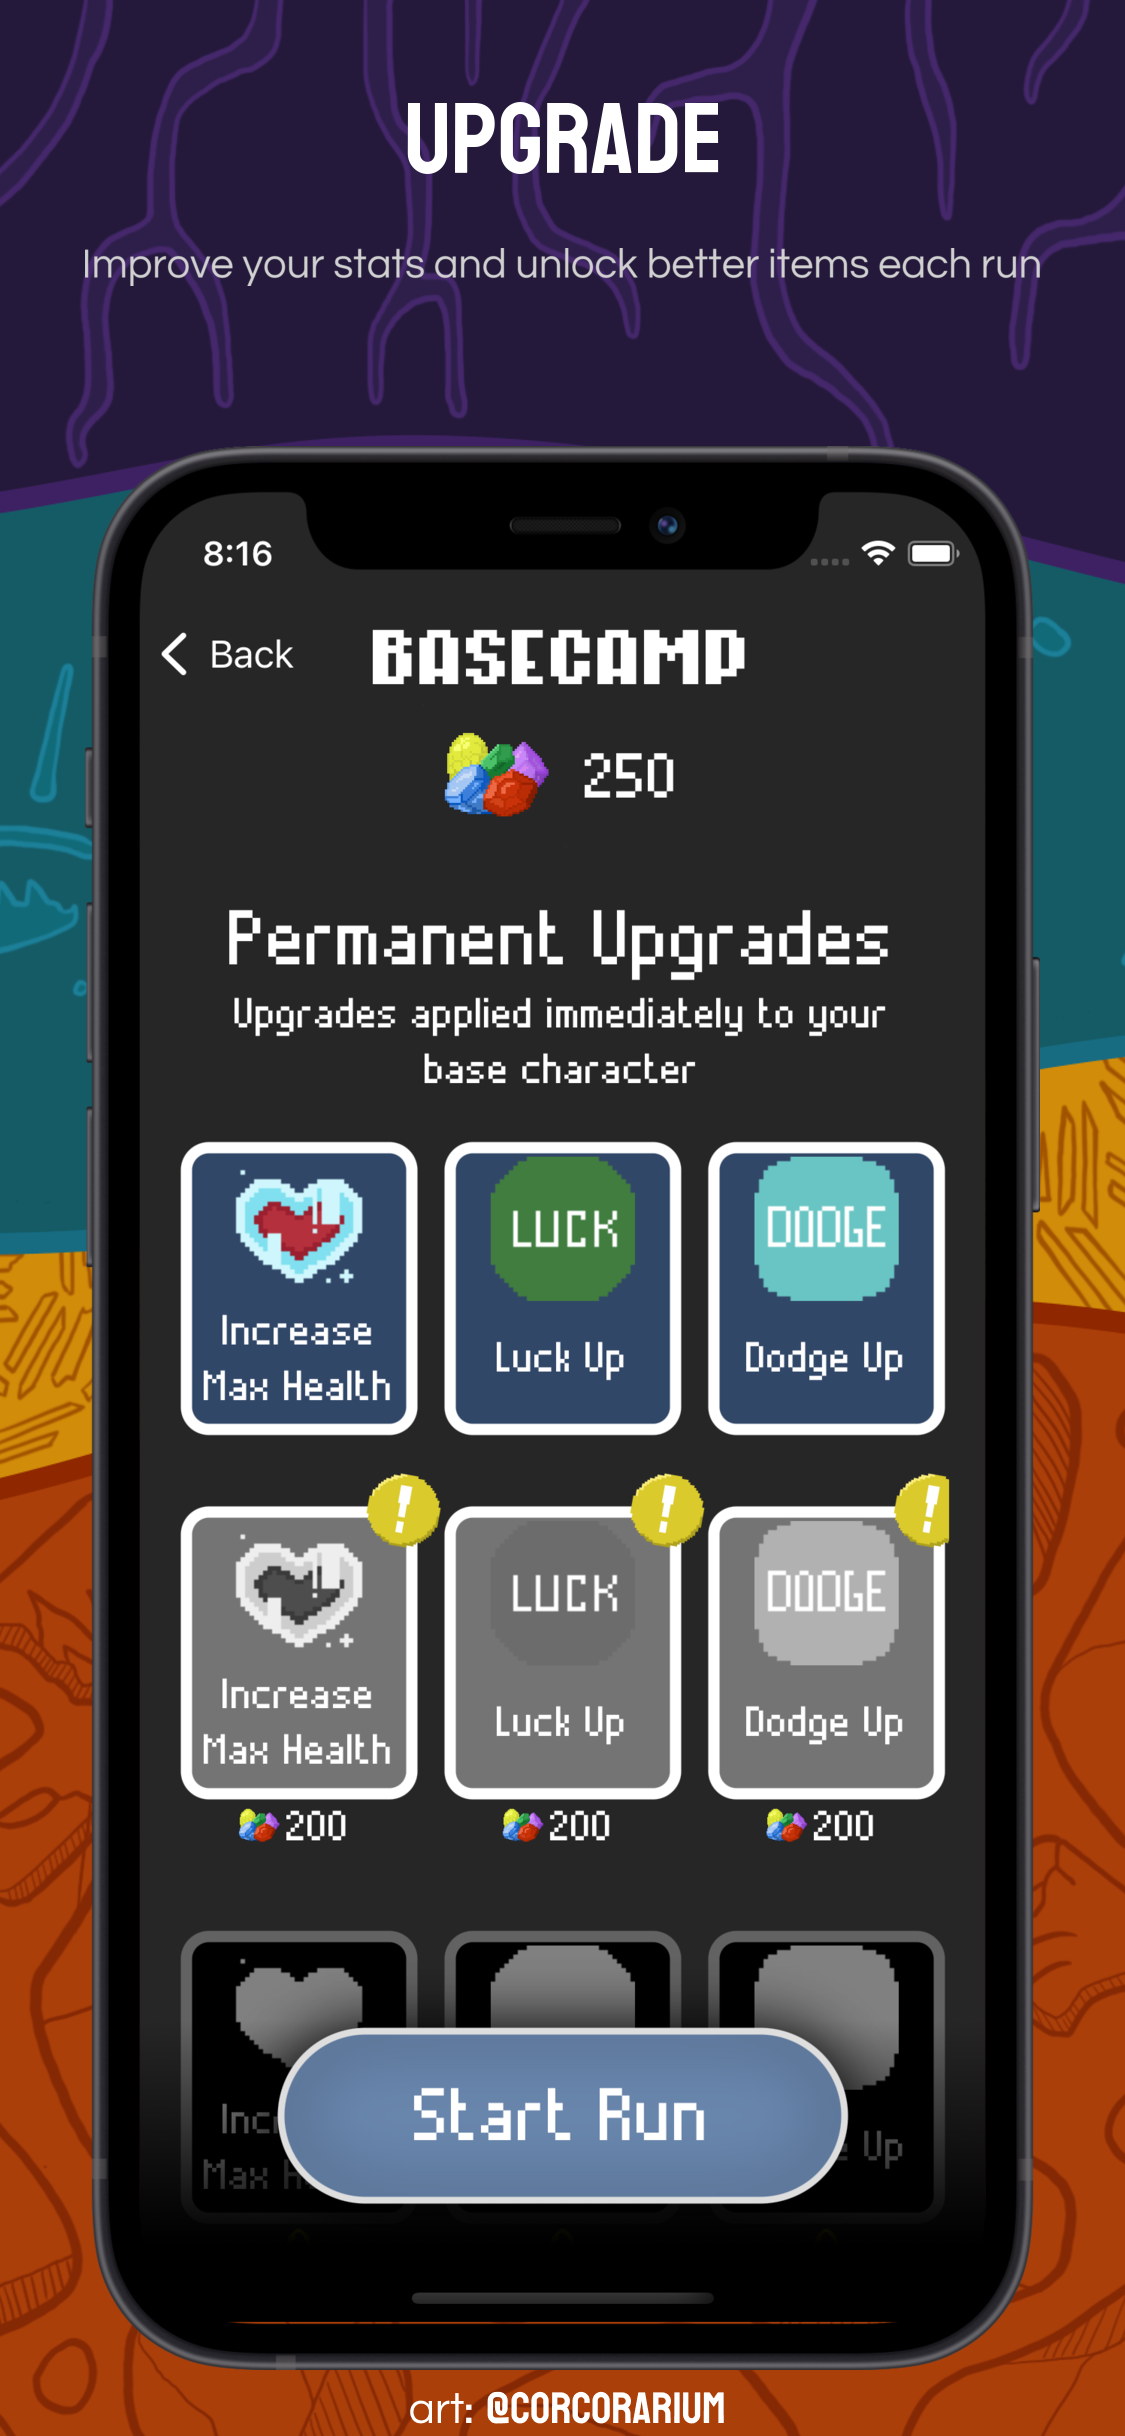 UPGRADE
Improve your stats and unlock better items each run
8:16
Back
BASECAMP
250
Permanent Upgrades
Upgrades applied immediately to your
base character
LUCK
DODGE
Increase
Max Health
Luck Up
Dodge Up
!
!
!
LUCK
DODGE
Increase
Max Health
Luck Up
Dodge Up
200
200
200
Max
Up
Start Run
art: @CORCORARIUM